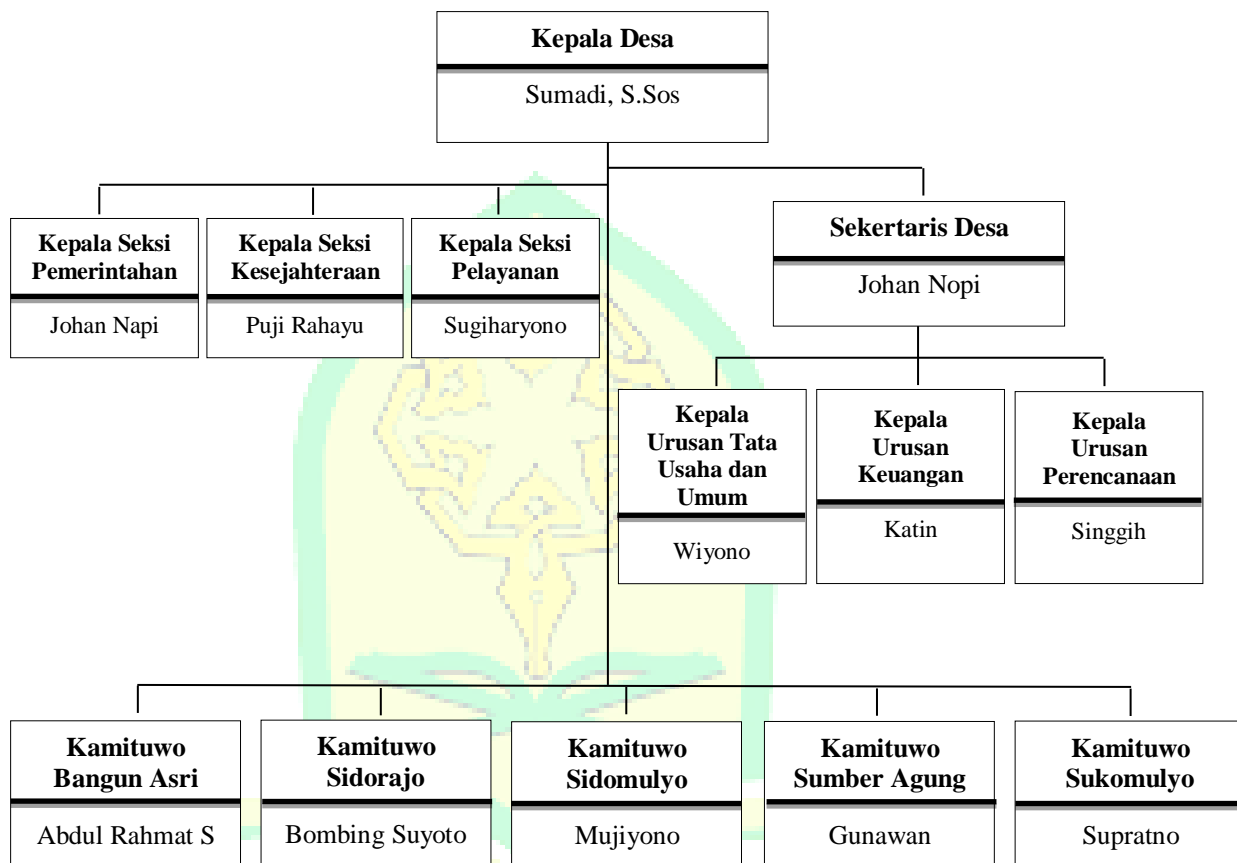 Kepala Desa
Sumadi, S.Sos
Kepala Seksi
Pemerintahan
Johan Napi
Kepala Seksi
Kesejahteraan
Puji Rahayu
Kepala Seksi
Pelayanan
Sugiharyono
Sekertaris Desa
Johan Nopi
Kepala
Urusan Tata
Usaha dan
Umum
Wiyono
Kepala
Urusan
Keuangan
Katin
Kepala
Urusan
Perencanaan
Singgih
Kamituwo
Bangun Asri
Abdul Rahmat S
Kamituwo
Sidorajo
Bombing Suyoto
Kamituwo
Sidomulyo
Mujiyono
Kamituwo
Sumber Agung
Gunawan
Kamituwo
Sukomulyo
Supratno